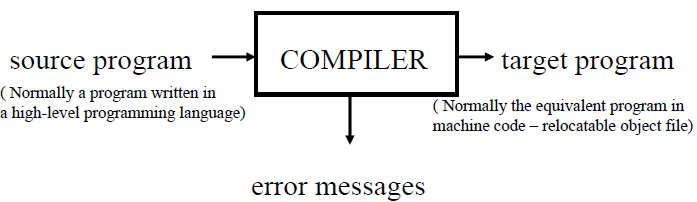 source program
COMPILER
target program
( Normally a program written in
a high-level programming language)
( Normally the equivalent program in
machine code – relocatable object file)
error messages